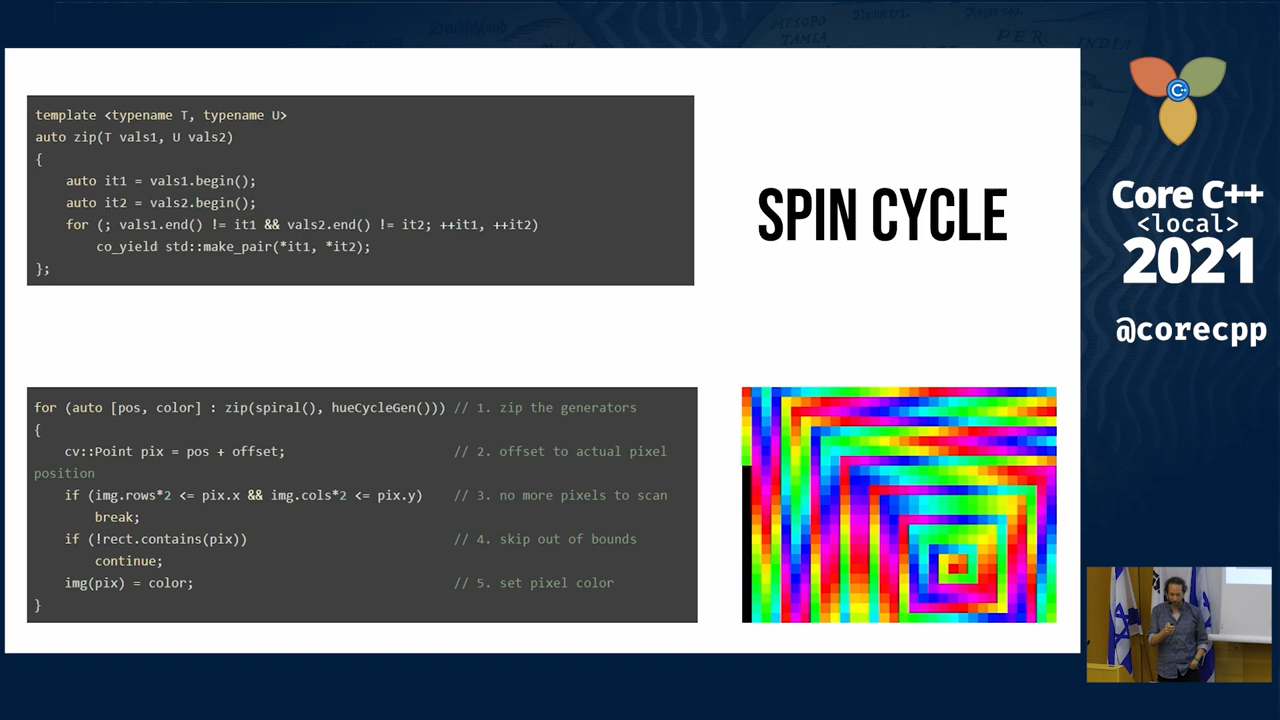 template <typename T, typename U>
auto zip(T vals1, U vals2)
{
    auto it1 = vals1.begin();
    auto it2 = vals2.begin();
    for (; vals1.end() != it1 && vals2.end() != it2; ++it1, ++it2)
        co_yield std::make_pair(*it1, *it2);
};
SPIN CYCLE
for (auto [pos, color] : zip(spiral(), hueCycleGen())) // 1. zip the generators
{
    cv::Point pix = pos + offset;                      // 2. offset to actual pixel
position
    if (img.rows*2 <= pix.x && img.cols*2 <= pix.y)    // 3. no more pixels to scan
        break;
    if (!rect.contains(pix))                           // 4. skip out of bounds
        continue;
    img(pix) = color;                                  // 5. set pixel color
}
C++
Core C++
<local>
2021
@corecpp
MESOPO
TAMIA
PER
INDIA